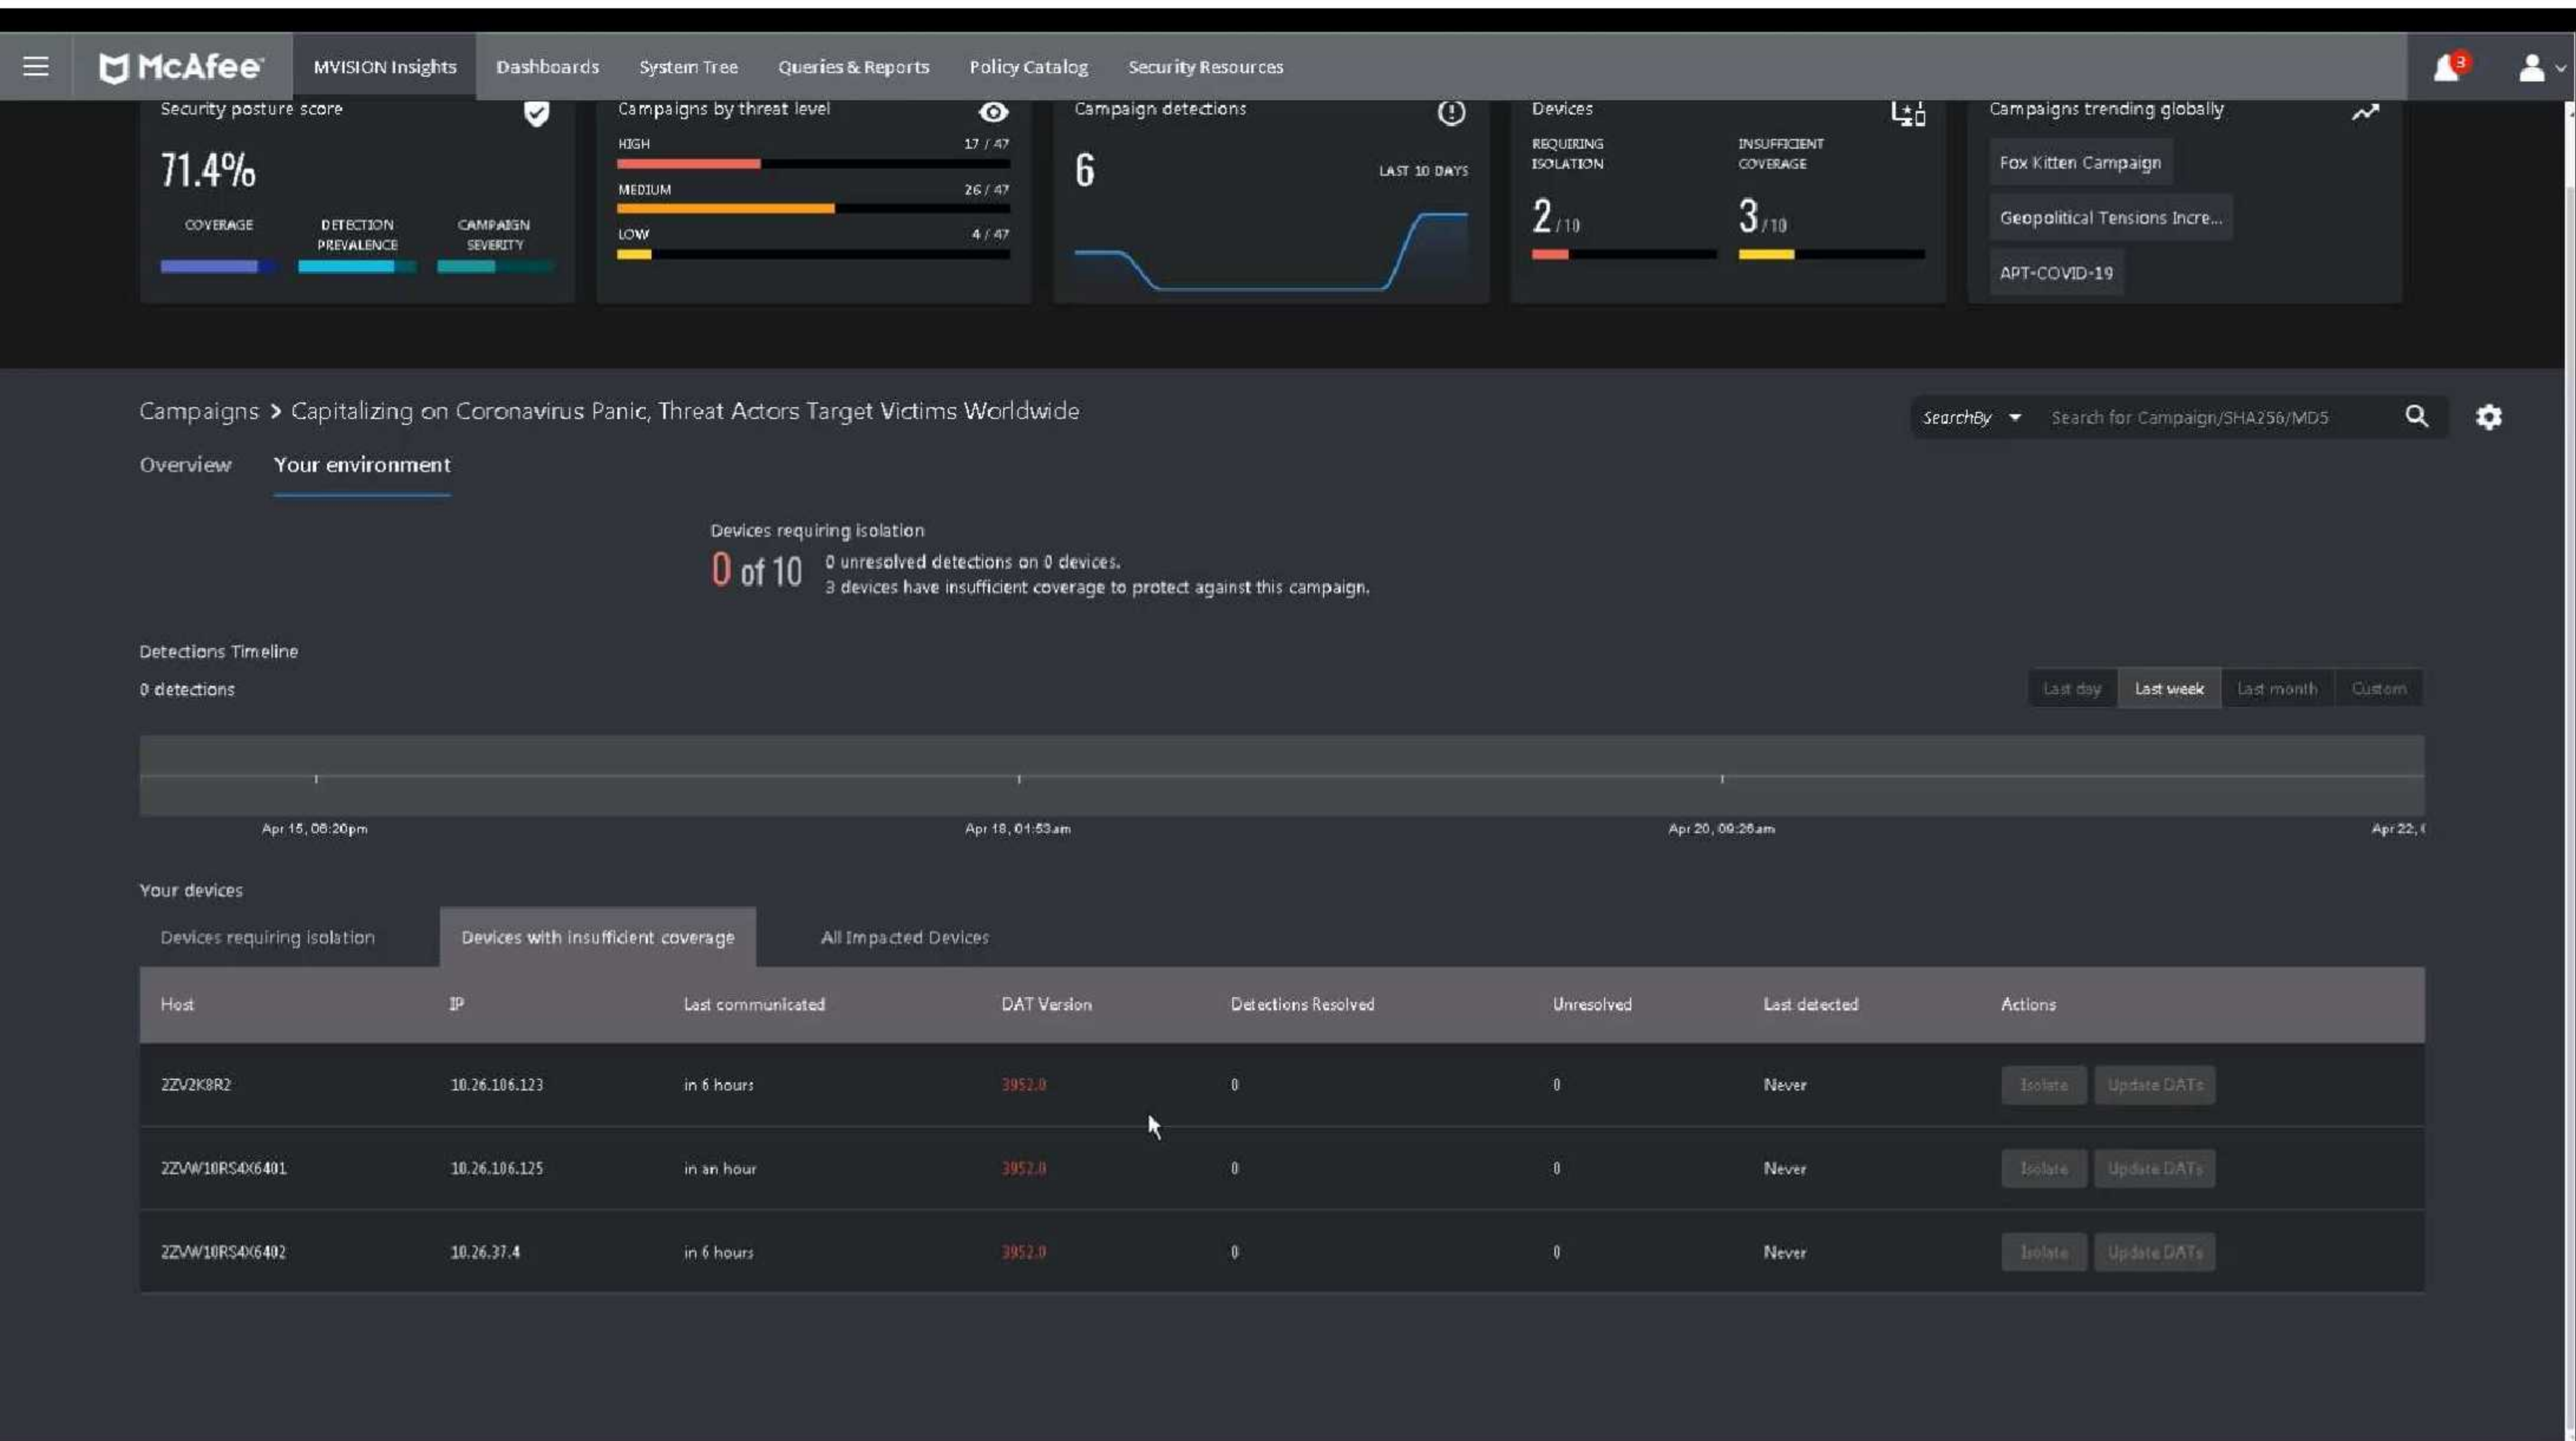 McAfee™ MVISION Insights Dashboards System Tree Queries & Reports Policy Catalog Security Resources 3
Security posture score
71.4%
COVERAGE DETECTION PREVALENCE CAMPAIGN SEVERITY
Campaigns by threat level
HIGH 17 / 47
MEDIUM 26 / 47
LOW 4 / 47
Campaign detections
6 LAST 10 DAYS
Devices
REQUIRING ISOLATION INSUFFICIENT COVERAGE
2 /10 3 /10
Campaigns trending globally
Fox Kitten Campaign
Geopolitical Tensions Incre...
APT-COVID-19
Campaigns > Capitalizing on Coronavirus Panic, Threat Actors Target Victims Worldwide
SearchBy Search for Campaign/SHA256/MD5
Overview Your environment
Devices requiring isolation
0 of 10
0 unresolved detections on 0 devices.
3 devices have insufficient coverage to protect against this campaign.
Detections Timeline
0 detections
Last day Last week Last month Custom
Apr 18, 01:53am Apr 20, 09:26am Apr 22,
Your devices
Devices requiring isolation Devices with insufficient coverage All Impacted Devices
Host IP Last communicated DAT Version Detections Resolved Unresolved Last detected Actions
2ZV2K8R2 10.26.106.123 in 6 hours 3952.0 0 0 Never Isolate Update DATs
2ZVW10RS4X6401 10.26.106.125 in an hour 3952.0 0 0 Never Isolate Update DATs
2ZVW10RS4X6402 10.26.37.4 in 6 hours 3952.0 0 0 Never Isolate Update DATs